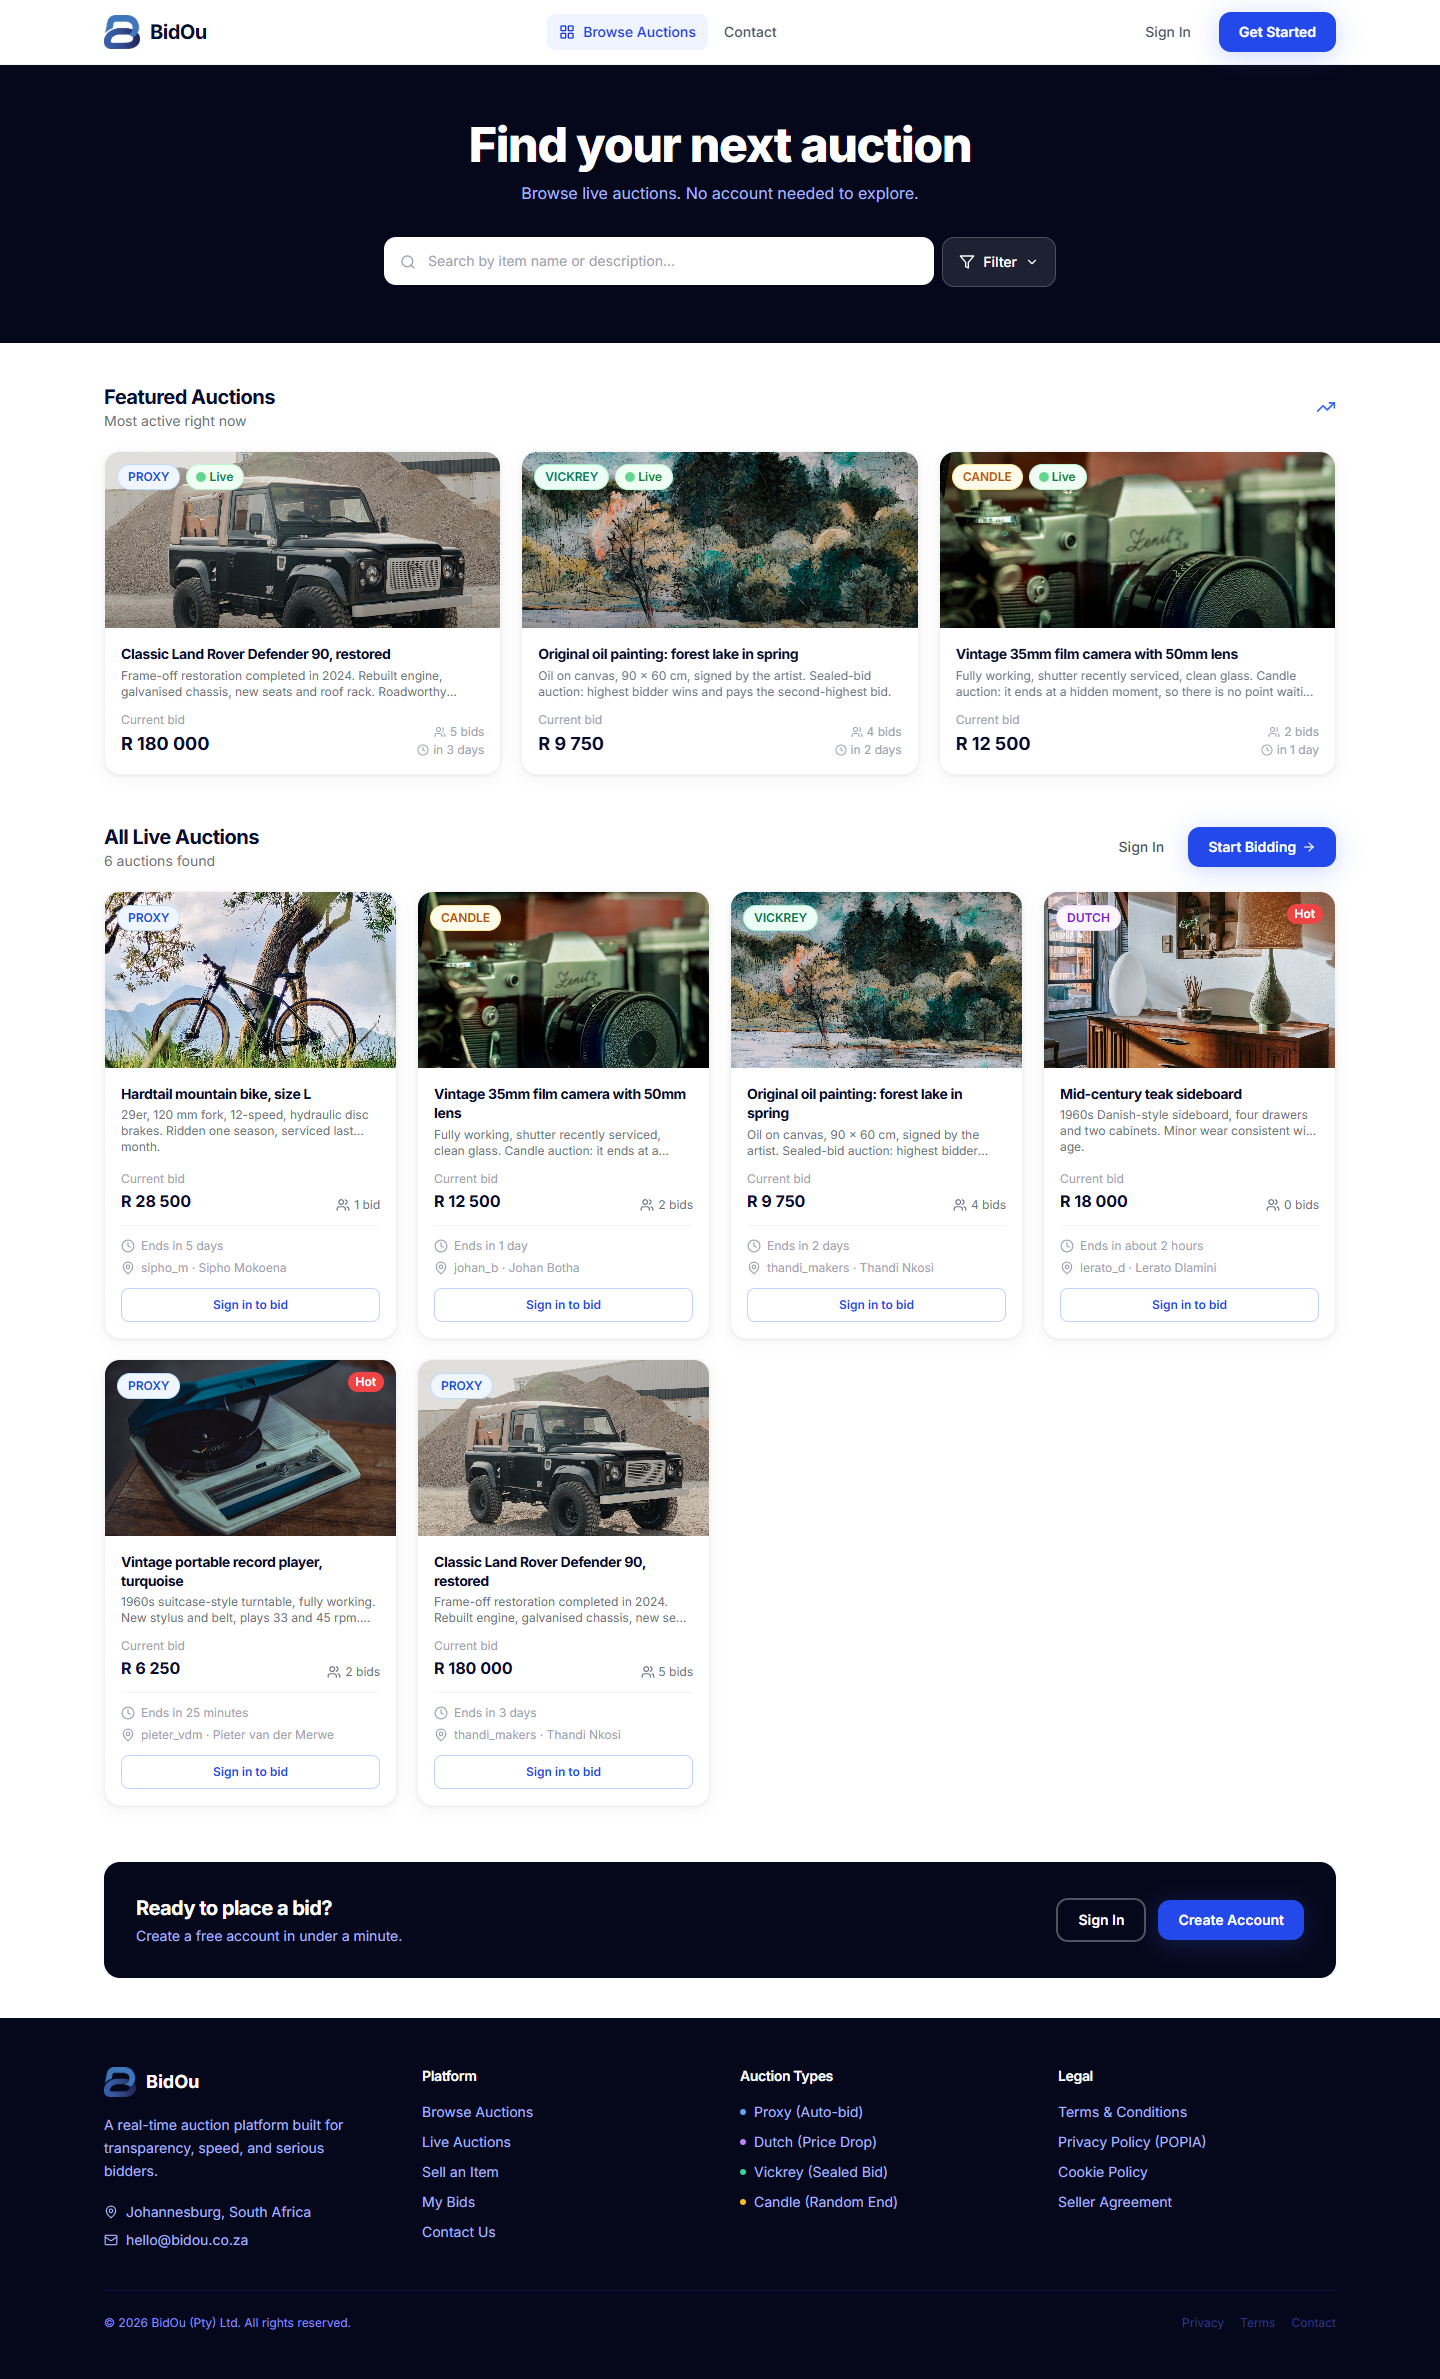 BidOu
Browse Auctions
Contact
Sign In
Get Started
Find your next auction
Browse live auctions. No account needed to explore.
Search by item name or description...
Filter
Featured Auctions
Most active right now
PROXY
Live
VICKREY
Live
CANDLE
Live
Zenit
Classic Land Rover Defender 90, restored
Frame-off restoration completed in 2024. Rebuilt engine,
galvanised chassis, new seats and roof rack. Roadworthy...
Current bid
R 180 000
5 bids
in 3 days
Original oil painting: forest lake in spring
Oil on canvas, 90 × 60 cm, signed by the artist. Sealed-bid
auction: highest bidder wins and pays the second-highest bid.
Current bid
R 9 750
4 bids
in 2 days
Vintage 35mm film camera with 50mm lens
Fully working, shutter recently serviced, clean glass. Candle
auction: it ends at a hidden moment, so there is no point waiti...
Current bid
R 12 500
2 bids
in 1 day
All Live Auctions
6 auctions found
Sign In
Start Bidding
PROXY
CANDLE
Zenit
VICKREY
DUTCH
Hot
Hardtail mountain bike, size L
29er, 120 mm fork, 12-speed, hydraulic disc
brakes. Ridden one season, serviced last...
month.
Current bid
R 28 500
1 bid
Ends in 5 days
sipho_m · Sipho Mokoena
Sign in to bid
Vintage 35mm film camera with 50mm
lens
Fully working, shutter recently serviced,
clean glass. Candle auction: it ends at a...
Current bid
R 12 500
2 bids
Ends in 1 day
johan_b · Johan Botha
Sign in to bid
Original oil painting: forest lake in
spring
Oil on canvas, 90 × 60 cm, signed by the
artist. Sealed-bid auction: highest bidder...
Current bid
R 9 750
4 bids
Ends in 2 days
thandi_makers · Thandi Nkosi
Sign in to bid
Mid-century teak sideboard
1960s Danish-style sideboard, four drawers
and two cabinets. Minor wear consistent wi...
age.
Current bid
R 18 000
0 bids
Ends in about 2 hours
lerato_d · Lerato Dlamini
Sign in to bid
PROXY
Hot
PROXY
Vintage portable record player,
turquoise
1960s suitcase-style turntable, fully working.
New stylus and belt, plays 33 and 45 rpm....
Current bid
R 6 250
2 bids
Ends in 25 minutes
pieter_vdm · Pieter van der Merwe
Sign in to bid
Classic Land Rover Defender 90,
restored
Frame-off restoration completed in 2024.
Rebuilt engine, galvanised chassis, new se...
Current bid
R 180 000
5 bids
Ends in 3 days
thandi_makers · Thandi Nkosi
Sign in to bid
Ready to place a bid?
Create a free account in under a minute.
Sign In
Create Account
BidOu
A real-time auction platform built for
transparency, speed, and serious
bidders.
Johannesburg, South Africa
hello@bidou.co.za
Platform
Browse Auctions
Live Auctions
Sell an Item
My Bids
Contact Us
Auction Types
Proxy (Auto-bid)
Dutch (Price Drop)
Vickrey (Sealed Bid)
Candle (Random End)
Legal
Terms & Conditions
Privacy Policy (POPIA)
Cookie Policy
Seller Agreement
© 2026 BidOu (Pty) Ltd. All rights reserved.
Privacy
Terms
Contact